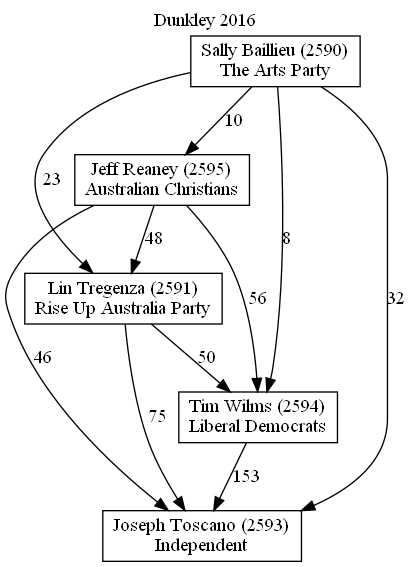 Dunkley 2016
Sally Baillieu (2590)
The Arts Party
10
Jeff Reaney (2595)
Australian Christians
23
48
8
Lin Tregenza (2591)
Rise Up Australia Party
56
32
46
50
Tim Wilms (2594)
Liberal Democrats
75
153
Joseph Toscano (2593)
Independent